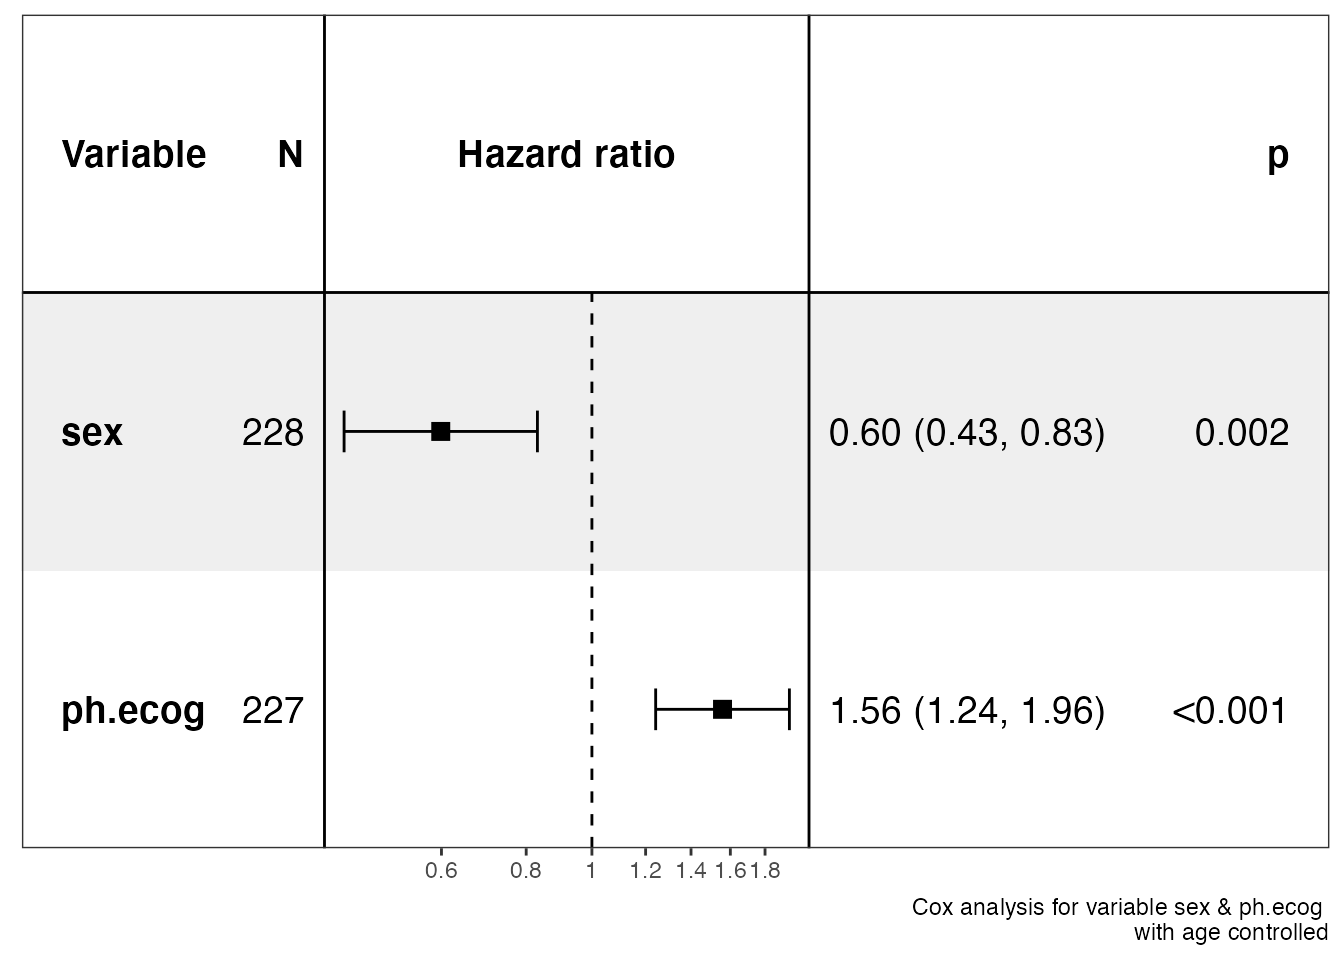 Variable N Hazard ratio p
sex 228 0.60 (0.43, 0.83) 0.002
ph.ecog 227 1.56 (1.24, 1.96) <0.001
0.6 0.8 1 1.2 1.4 1.6 1.8
Cox analysis for variable sex & ph.ecog
with age controlled